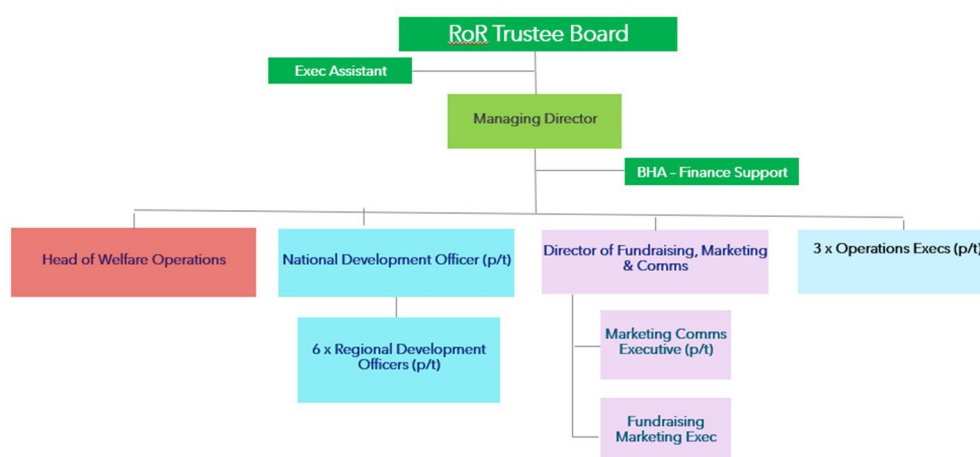 RoR Trustee Board
Exec Assistant
Managing Director
BHA – Finance Support
Head of Welfare Operations
National Development Officer (p/t)
Director of Fundraising, Marketing
& Comms
3 x Operations Execs (p/t)
6 x Regional Development
Officers (p/t)
Marketing Comms
Executive (p/t)
Fundraising
Marketing Exec